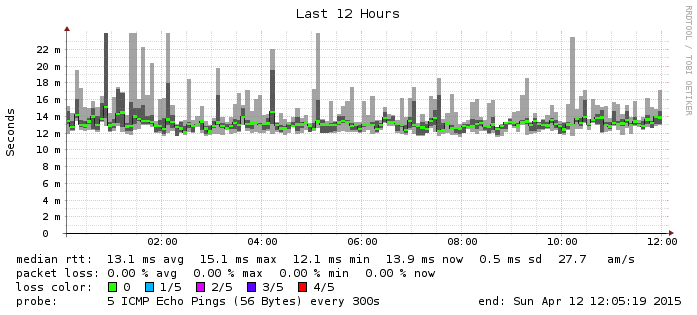 Last 12 Hours
RRDTOOL / TOBI OETIKER
Seconds
22 m
20 m
18 m
16 m
14 m
12 m
10 m
8 m
6 m
4 m
2 m
0
02:00 04:00 06:00 08:00 10:00 12:00
median rtt: 13.1 ms avg 15.1 ms max 12.1 ms min 13.9 ms now 0.5 ms sd 27.7 am/s
packet loss: 0.00 % avg 0.00 % max 0.00 % min 0.00 % now
loss color: 0 1/5 2/5 3/5 4/5
probe: 5 ICMP Echo Pings (56 Bytes) every 300s end: Sun Apr 12 12:05:19 2015